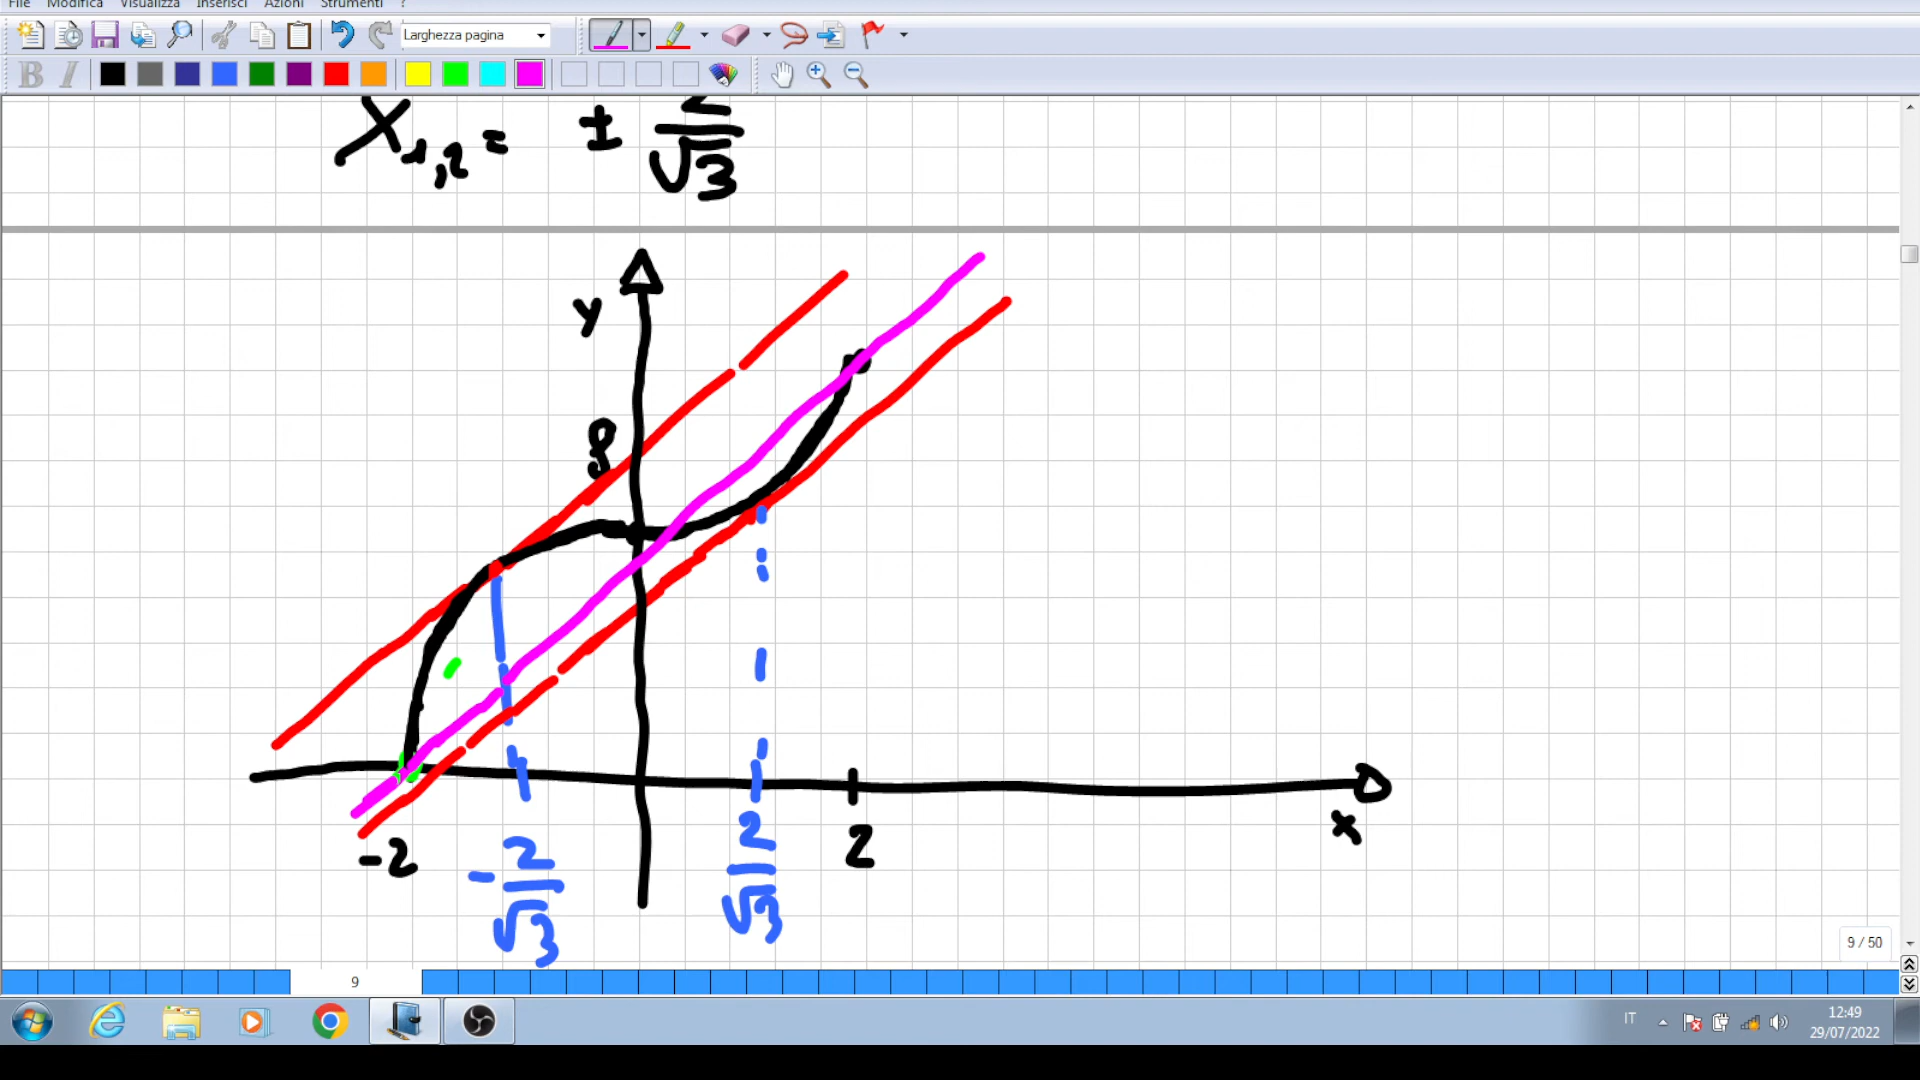 File Modifica Visualizza Inserisci Azioni Strumenti ?
Larghezza pagina
B I
X₁,₂ = ± 2/√3
y
8
x
-2
2
- 2/√3
2/√3
9 / 50
9
IT
12:49
29/07/2022